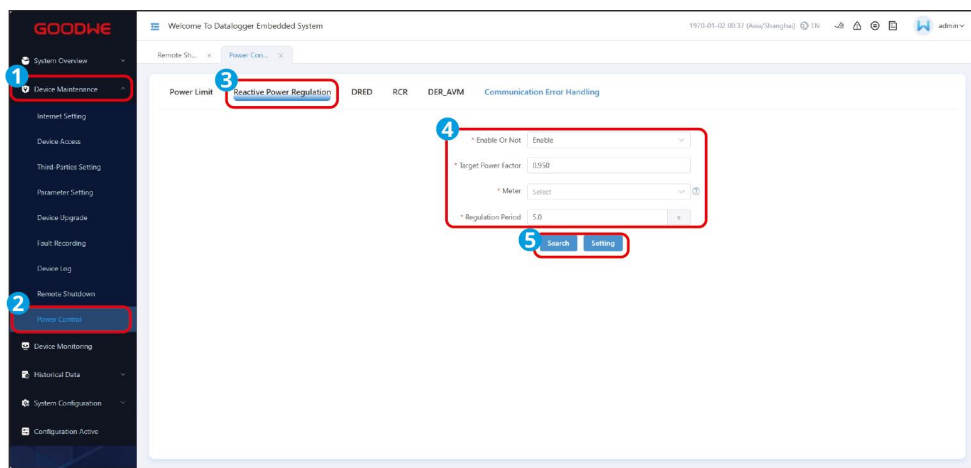 GOODWE
Welcome To Datalogger Embedded System
1970-01-02 00:37 (Asia/Shanghai) EN
admin
System Overview
Remote Sh... ×
Power Con... ×
1
Device Maintenance
3
Power Limit Reactive Power Regulation DRED RCR DER_AVM Communication Error Handling
Internet Setting
Device Access
Third-Parties Setting
Parameter Setting
Device Upgrade
Fault Recording
Device Log
Remote Shutdown
2
Power Control
Device Monitoring
Historical Data
System Configuration
Configuration Active
4
* Enable Or Not Enable
* Target Power Factor 0.950
* Meter Select
* Regulation Period 5.0 s
5
Search Setting